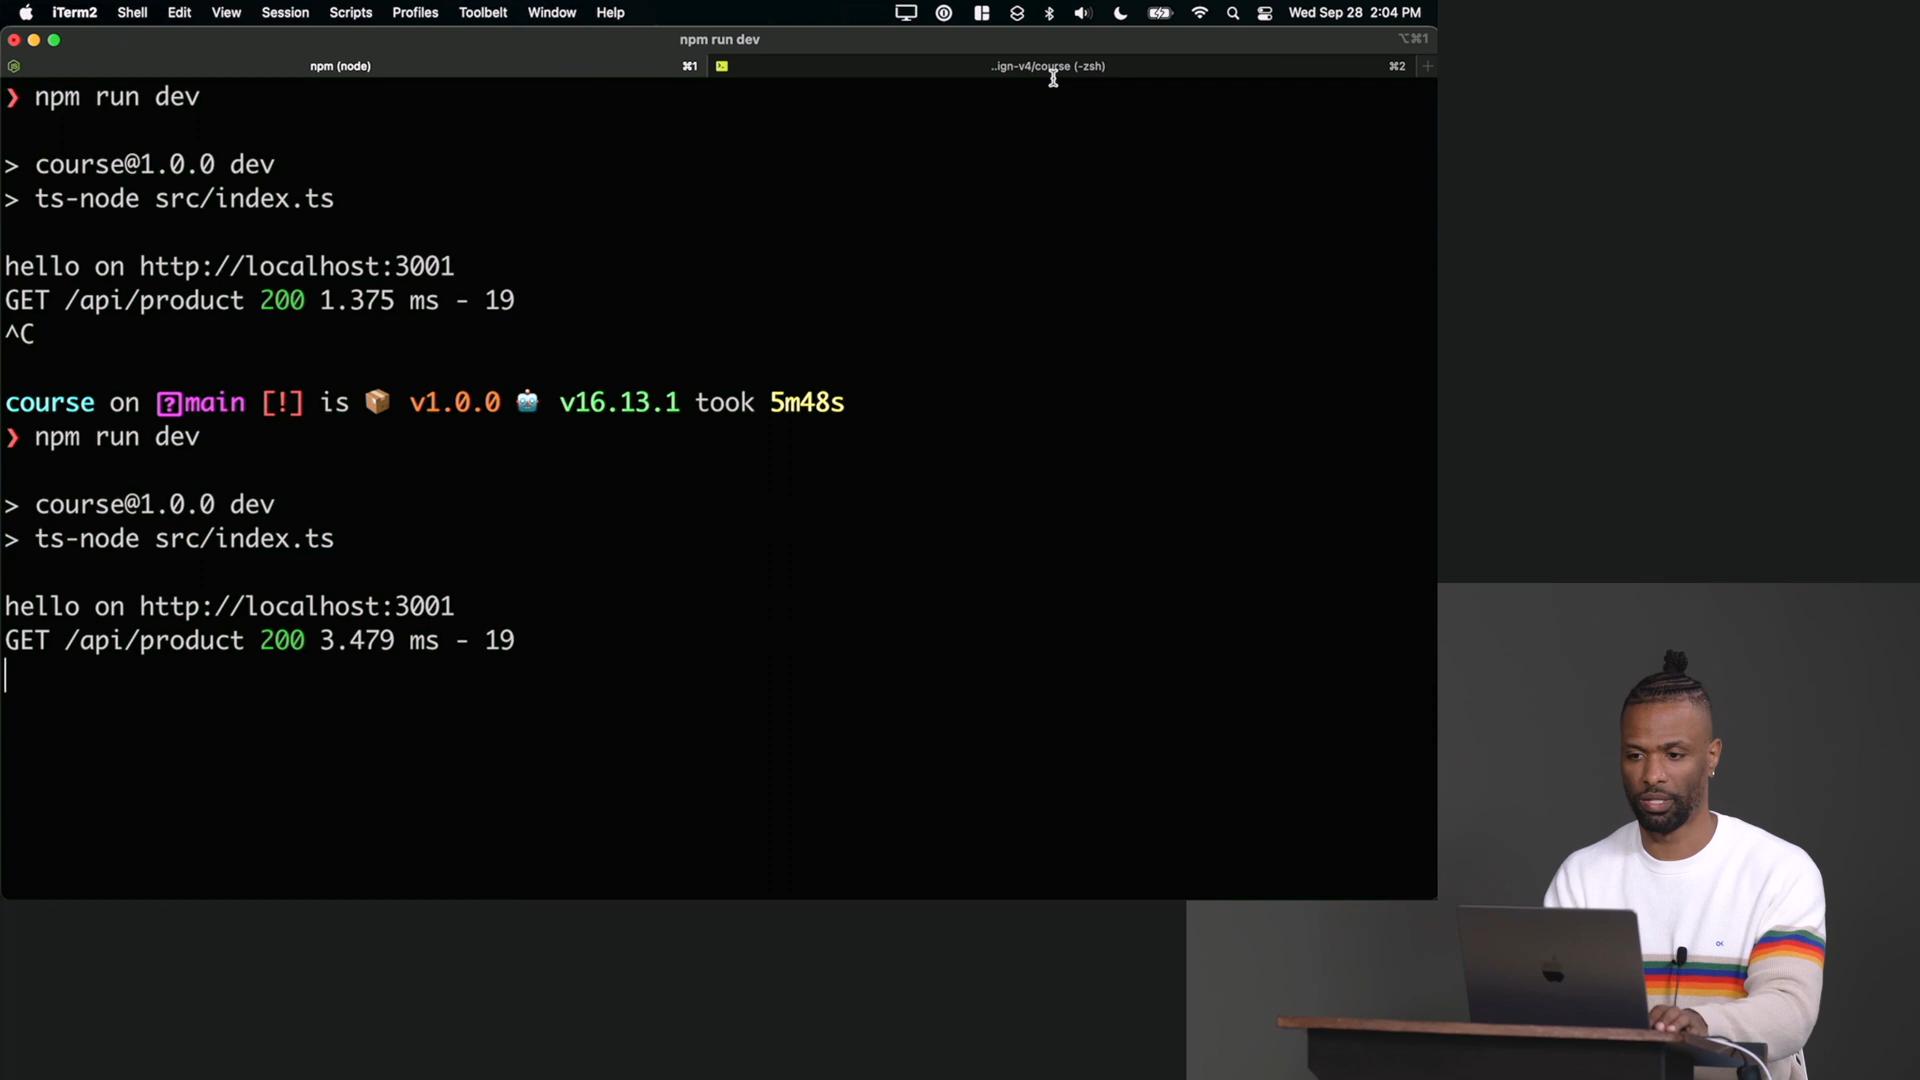 iTerm2 Shell Edit View Session Scripts Profiles Toolbelt Window Help Wed Sep 28 2:04 PM
npm run dev ⌥⌘1
npm (node) ⌘1 ..ign-v4/course (-zsh) ⌘2
❯ npm run dev
> course@1.0.0 dev
> ts-node src/index.ts
hello on http://localhost:3001
GET /api/product 200 1.375 ms - 19
^C
course on main [!] is 📦 v1.0.0 🤖 v16.13.1 took 5m48s
❯ npm run dev
> course@1.0.0 dev
> ts-node src/index.ts
hello on http://localhost:3001
GET /api/product 200 3.479 ms - 19